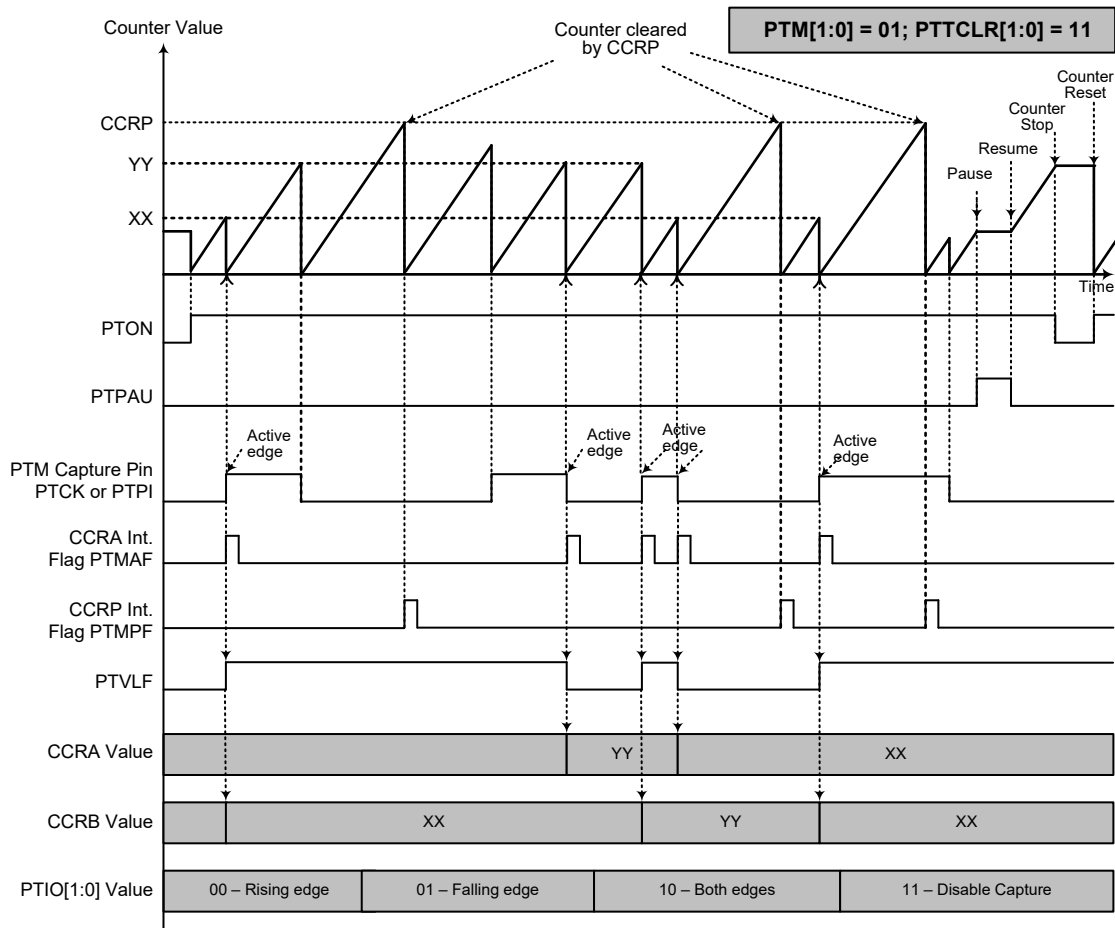 Counter Value
Counter cleared
by CCRP
PTM[1:0] = 01; PTTCLR[1:0] = 11
Counter
Reset
Counter
Stop
CCRP
Resume
YY
Pause
XX
Time
PTON
PTPAU
Active
edge
Active
edge
Active
edge
Active
edge
PTM Capture Pin
PTCK or PTPI
CCRA Int.
Flag PTMAF
CCRP Int.
Flag PTMPF
PTVLF
CCRA Value
YY
XX
CCRB Value
XX
YY
XX
PTIO[1:0] Value
00 – Rising edge
01 – Falling edge
10 – Both edges
11 – Disable Capture